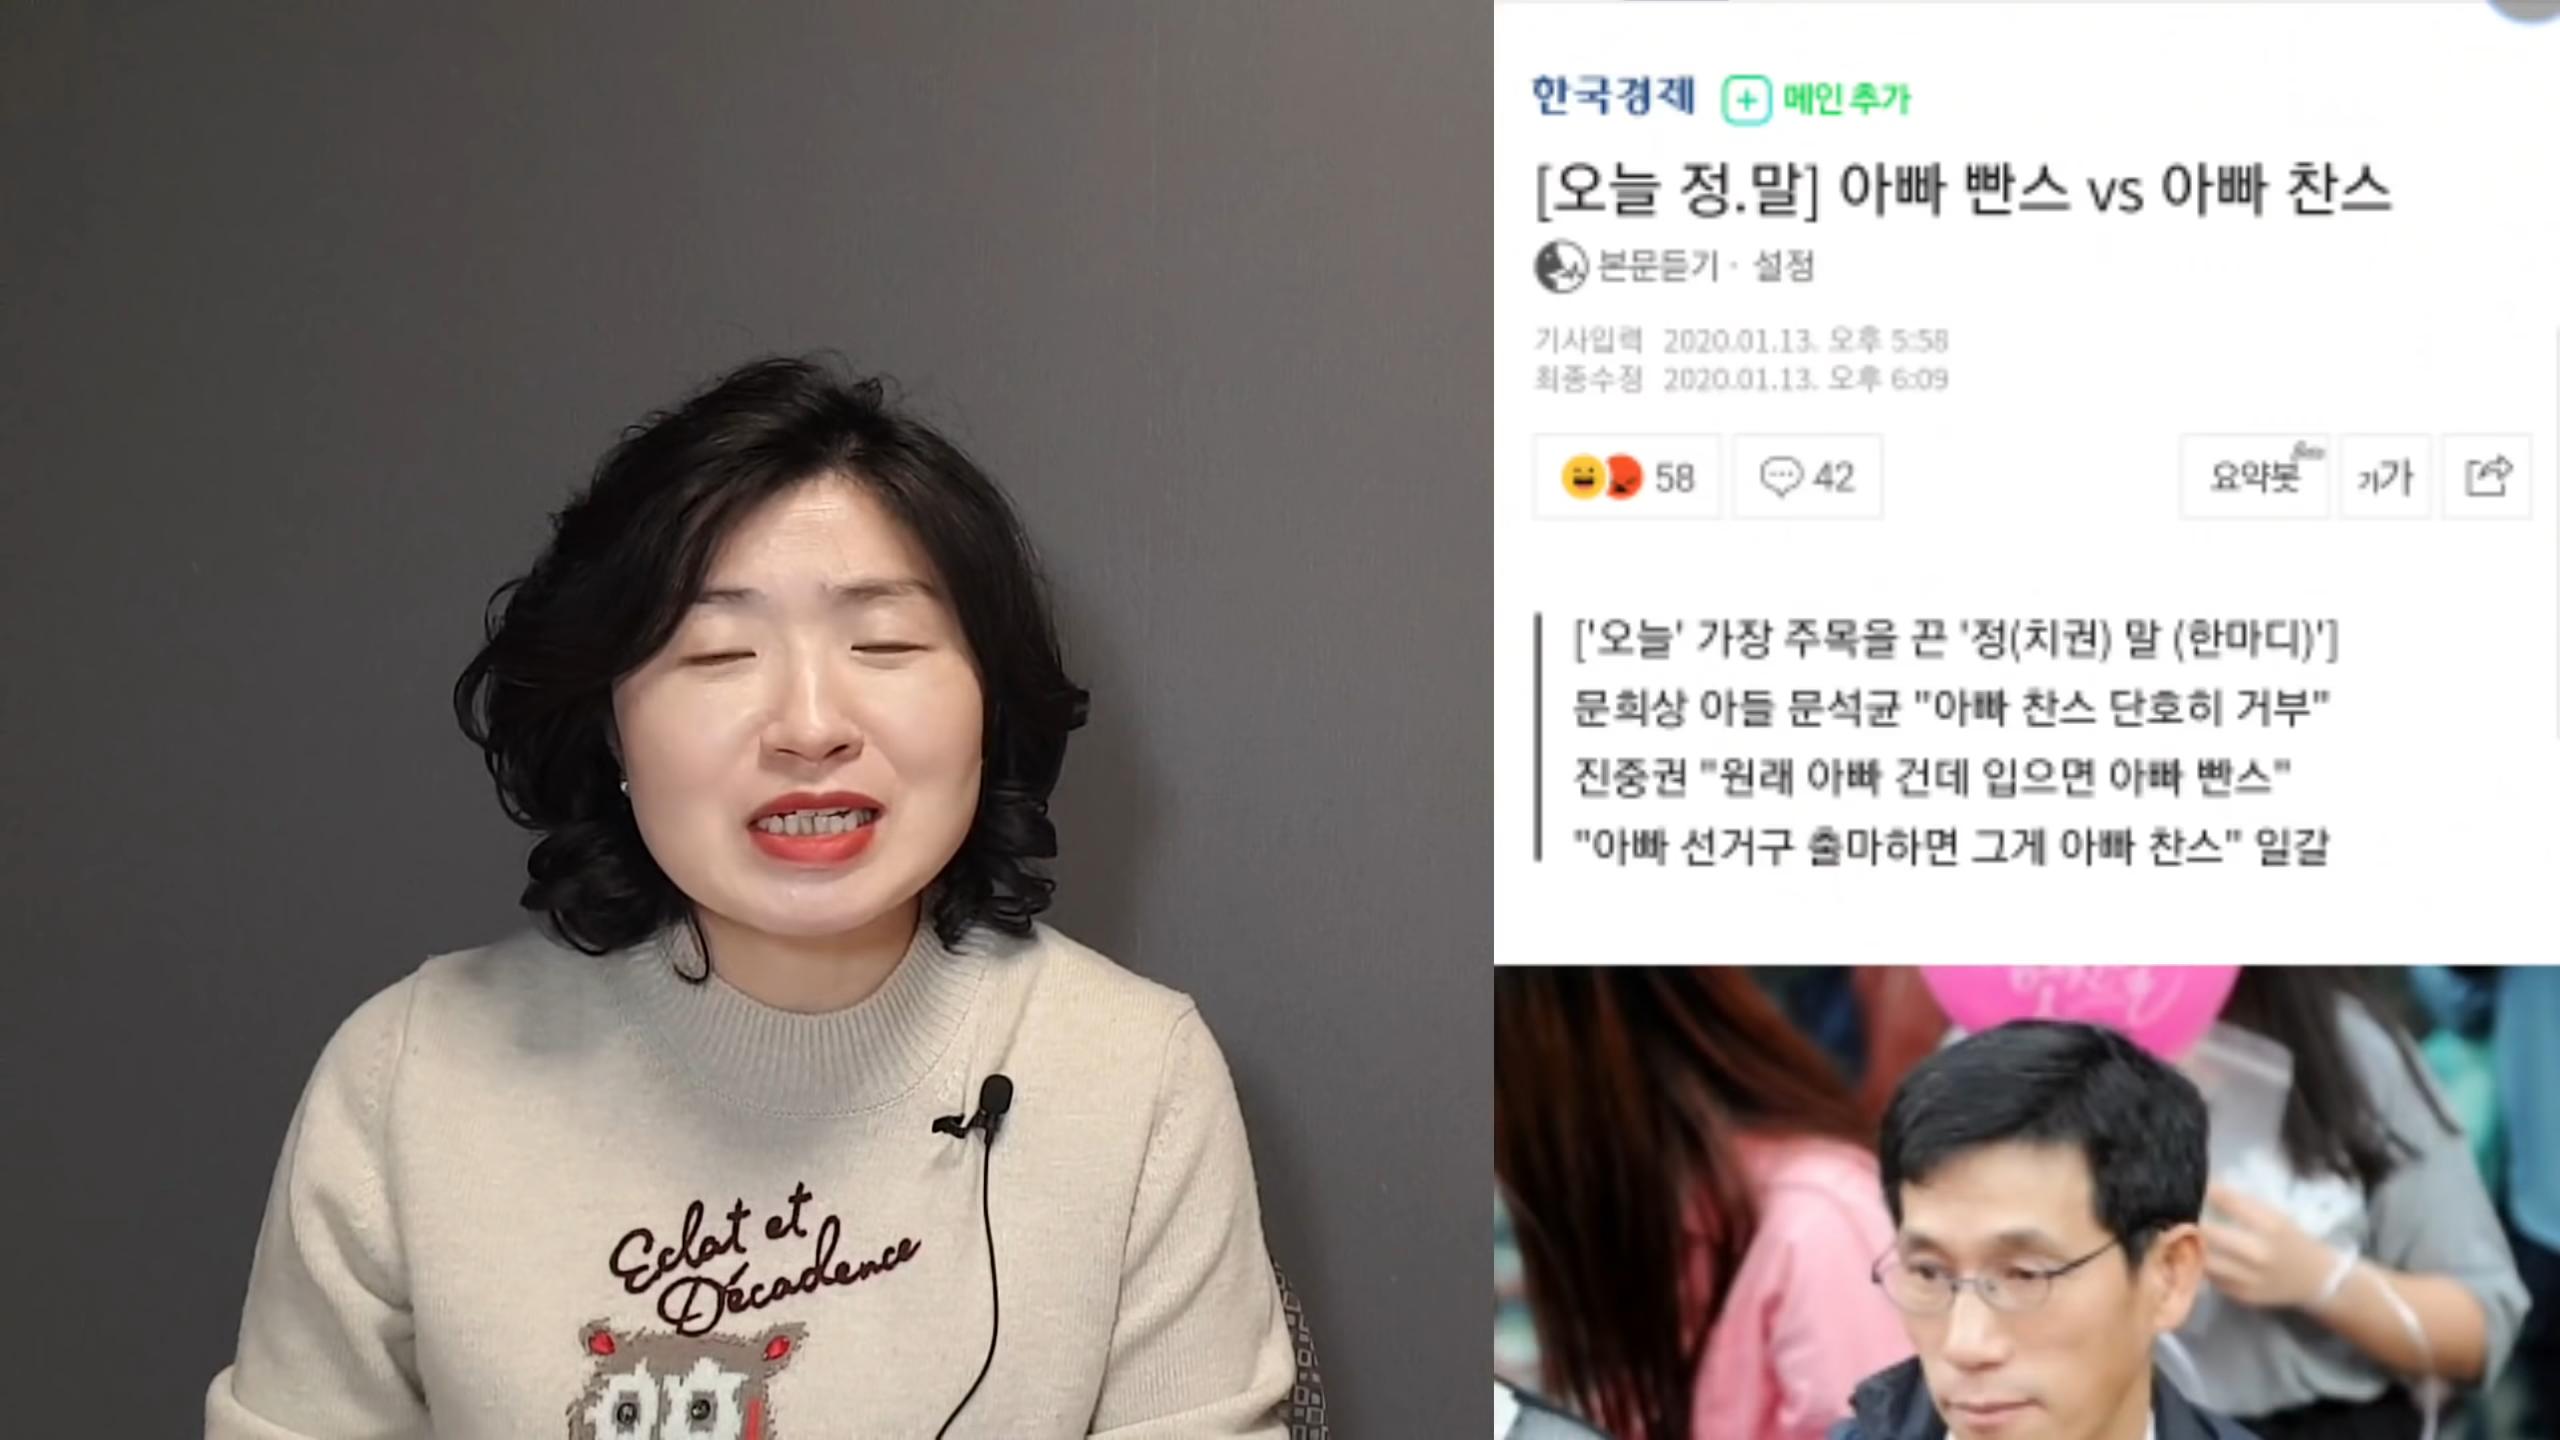 Eclat et
Décadence
한국경제 메인 추가
[오늘 정.말] 아빠 빤스 vs 아빠 찬스
본문듣기 · 설정
기사입력 2020.01.13. 오후 5:58
최종수정 2020.01.13. 오후 6:09
58 42 요약봇 beta 가가
['오늘' 가장 주목을 끈 '정(치권) 말 (한마디)']
문희상 아들 문석균 "아빠 찬스 단호히 거부"
진중권 "원래 아빠 건데 입으면 아빠 빤스"
"아빠 선거구 출마하면 그게 아빠 찬스" 일갈